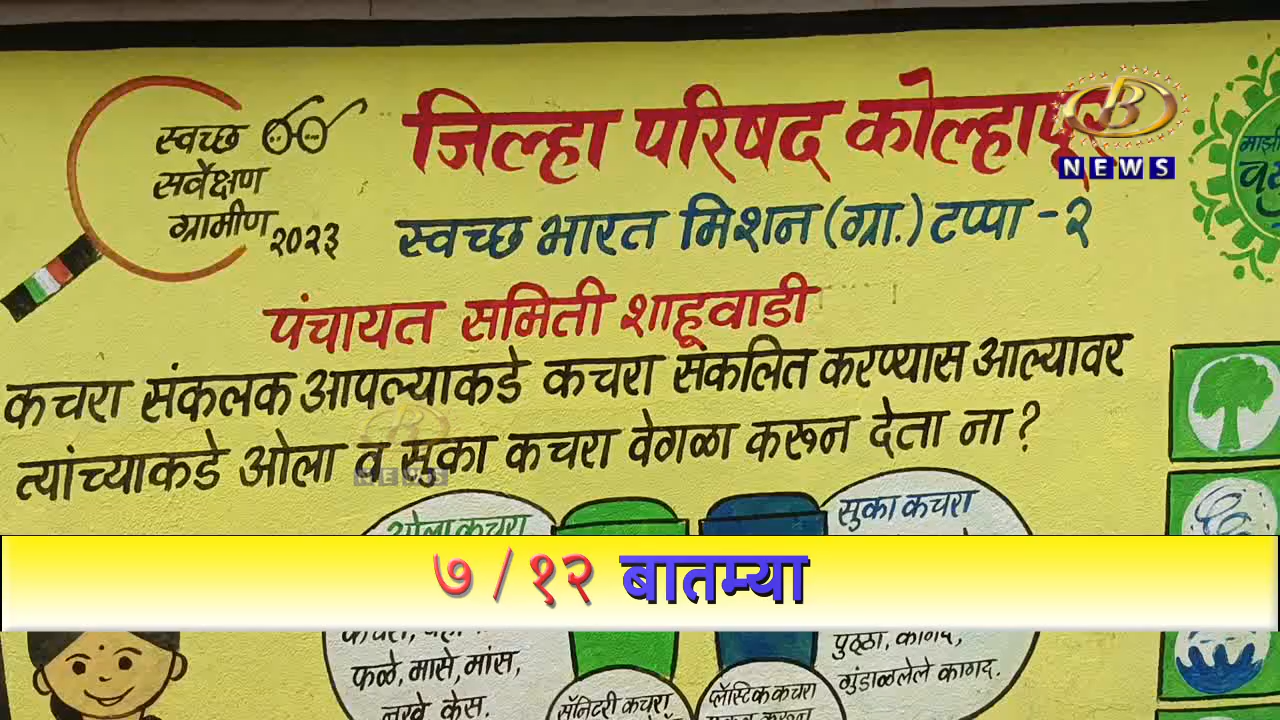 स्वच्छ
सर्वेक्षण
ग्रामीण २०२३
जिल्हा परिषद कोल्हापूर
B
NEWS
माझी
स्वच्छ भारत मिशन (ग्रा.) टप्पा -२
पंचायत समिती शाहूवाडी
कचरा संकलक आपल्याकडे कचरा संकलित करण्यास आल्यावर
त्यांच्याकडे ओला व सुका कचरा वेगळा करून देता ना ?
B
NEWS
ओला कचरा
सुका कचरा
७ / १२ बातम्या
फळे, मासे, मांस,
नखे केस.
पुठ्ठा, कागद,
गुंडाळलेले कागद.
सॅनिटरी कचरा
प्लॅस्टिक कचरा